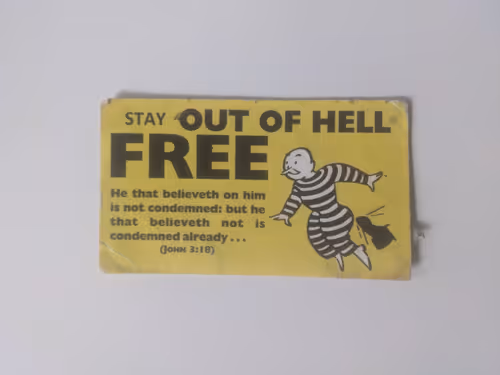 STAY OUT OF HELL
FREE
He that believeth on him
is not condemned: but he
that believeth not is
condemned already...
(JOHN 3:18)